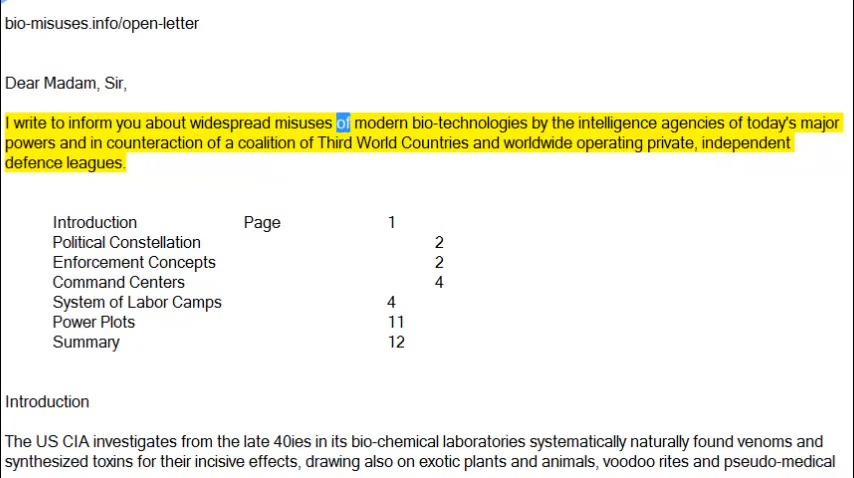 bio-misuses.info/open-letter
Dear Madam, Sir,
I write to inform you about widespread misuses of modern bio-technologies by the intelligence agencies of today's major
powers and in counteraction of a coalition of Third World Countries and worldwide operating private, independent
defence leagues.
Introduction Page 1
Political Constellation 2
Enforcement Concepts 2
Command Centers 4
System of Labor Camps 4
Power Plots 11
Summary 12
Introduction
The US CIA investigates from the late 40ies in its bio-chemical laboratories systematically naturally found venoms and
synthesized toxins for their incisive effects, drawing also on exotic plants and animals, voodoo rites and pseudo-medical